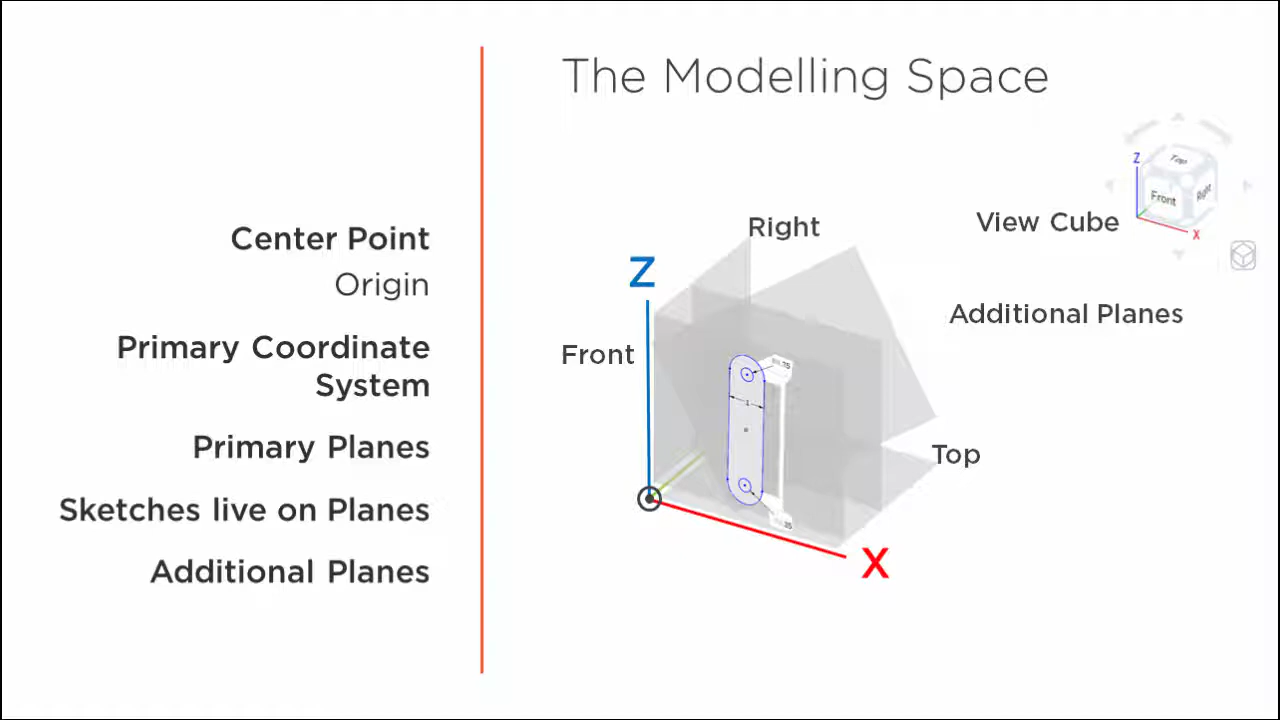 The Modelling Space
Center Point
Origin
Primary Coordinate
System
Primary Planes
Sketches live on Planes
Additional Planes
Z
Top
Front
Right
X
View Cube
Right
Z
Additional Planes
Front
1
Top
X